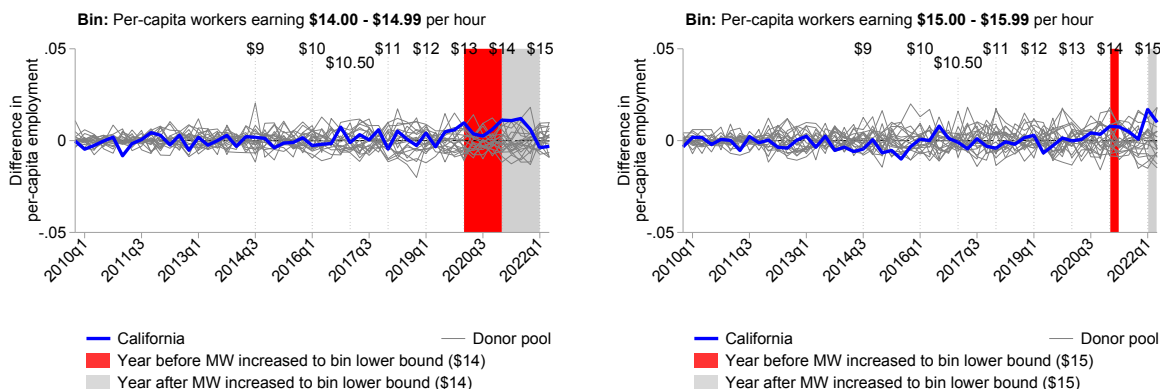 Bin: Per-capita workers earning $14.00 - $14.99 per hour
.05
0
-.05
Difference in
per-capita employment
$9
$10
$10.50
$11
$12
$13
$14
$15
2010q1
2011q3
2013q1
2014q3
2016q1
2017q3
2019q1
2020q3
2022q1
California
Donor pool
Year before MW increased to bin lower bound ($14)
Year after MW increased to bin lower bound ($14)
Bin: Per-capita workers earning $15.00 - $15.99 per hour
.05
0
-.05
Difference in
per-capita employment
$9
$10
$10.50
$11
$12
$13
$14
$15
2010q1
2011q3
2013q1
2014q3
2016q1
2017q3
2019q1
2020q3
2022q1
California
Donor pool
Year before MW increased to bin lower bound ($15)
Year after MW increased to bin lower bound ($15)